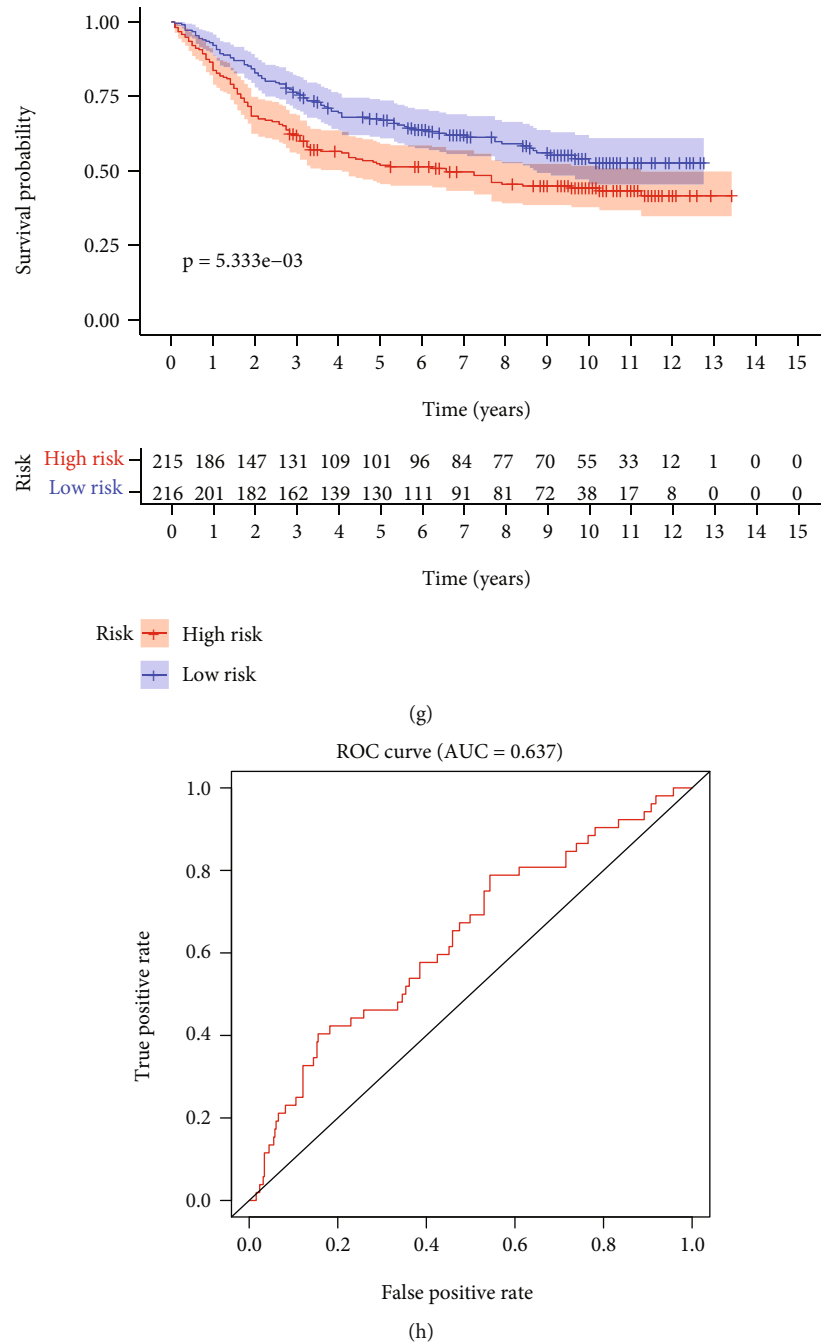 1.00
0.75
0.50
0.25
0.00
Survival probability
p = 5.333e−03
0 1 2 3 4 5 6 7 8 9 10 11 12 13 14 15
Time (years)
Risk
High risk 215 186 147 131 109 101 96 84 77 70 55 33 12 1 0 0
Low risk 216 201 182 162 139 130 111 91 81 72 38 17 8 0 0 0
0 1 2 3 4 5 6 7 8 9 10 11 12 13 14 15
Time (years)
Risk High risk
Low risk
(g)
ROC curve (AUC = 0.637)
1.0
0.8
0.6
0.4
0.2
0.0
True positive rate
0.0 0.2 0.4 0.6 0.8 1.0
False positive rate
(h)